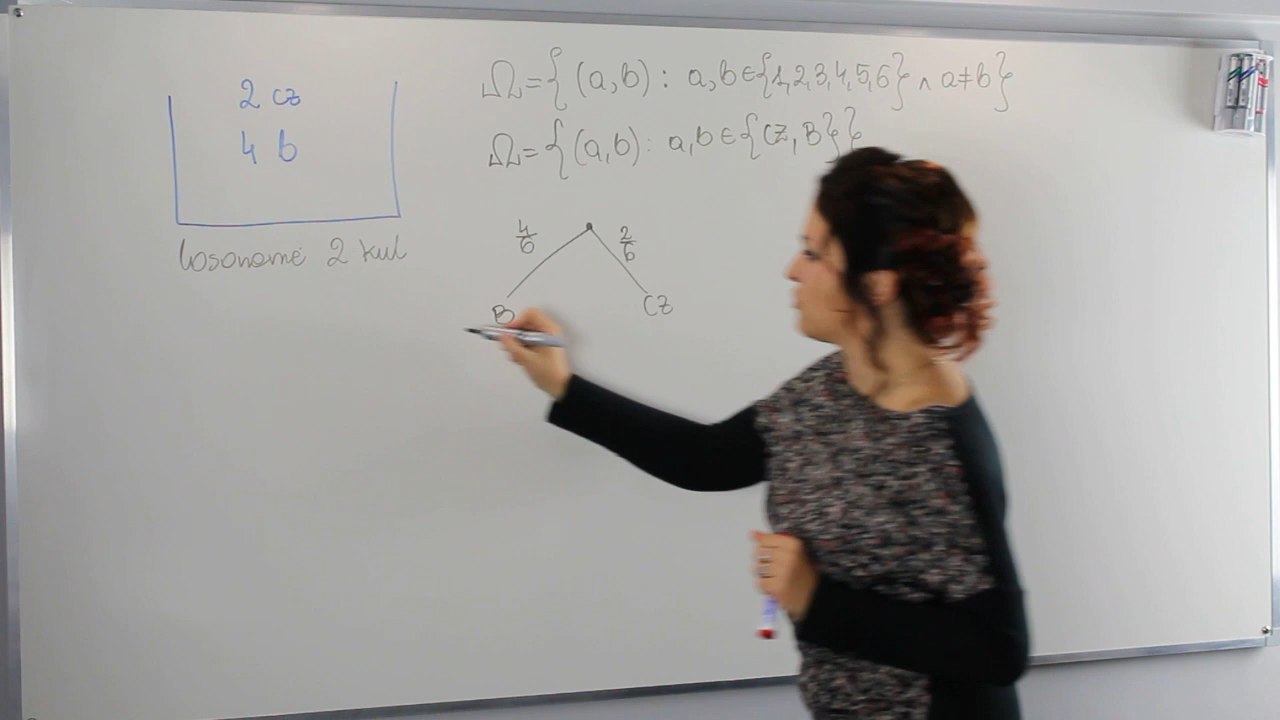 2 cz
4 b
losowanie 2 kul
Ω={(a,b): a,b∈{1,2,3,4,5,6} ∧ a≠b}
Ω={(a,b): a,b∈{CZ,B}}
4/6 2/6
B CZ